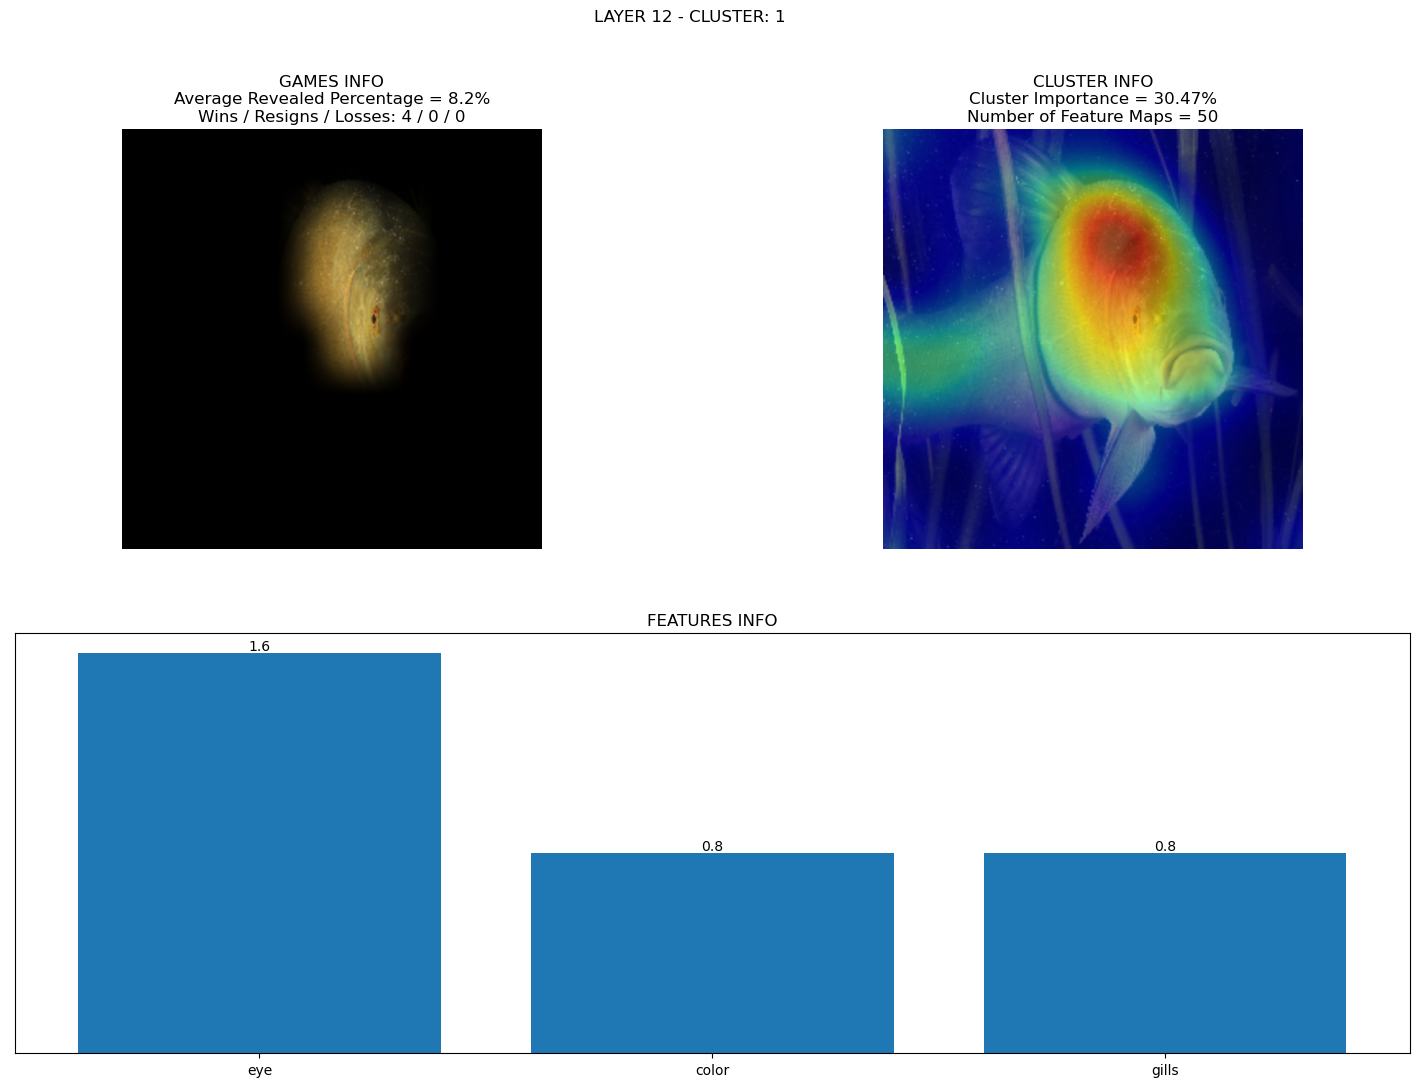 LAYER 12 - CLUSTER: 1
GAMES INFO
Average Revealed Percentage = 8.2%
Wins / Resigns / Losses: 4 / 0 / 0
CLUSTER INFO
Cluster Importance = 30.47%
Number of Feature Maps = 50
FEATURES INFO
1.6
0.8
0.8
eye
color
gills